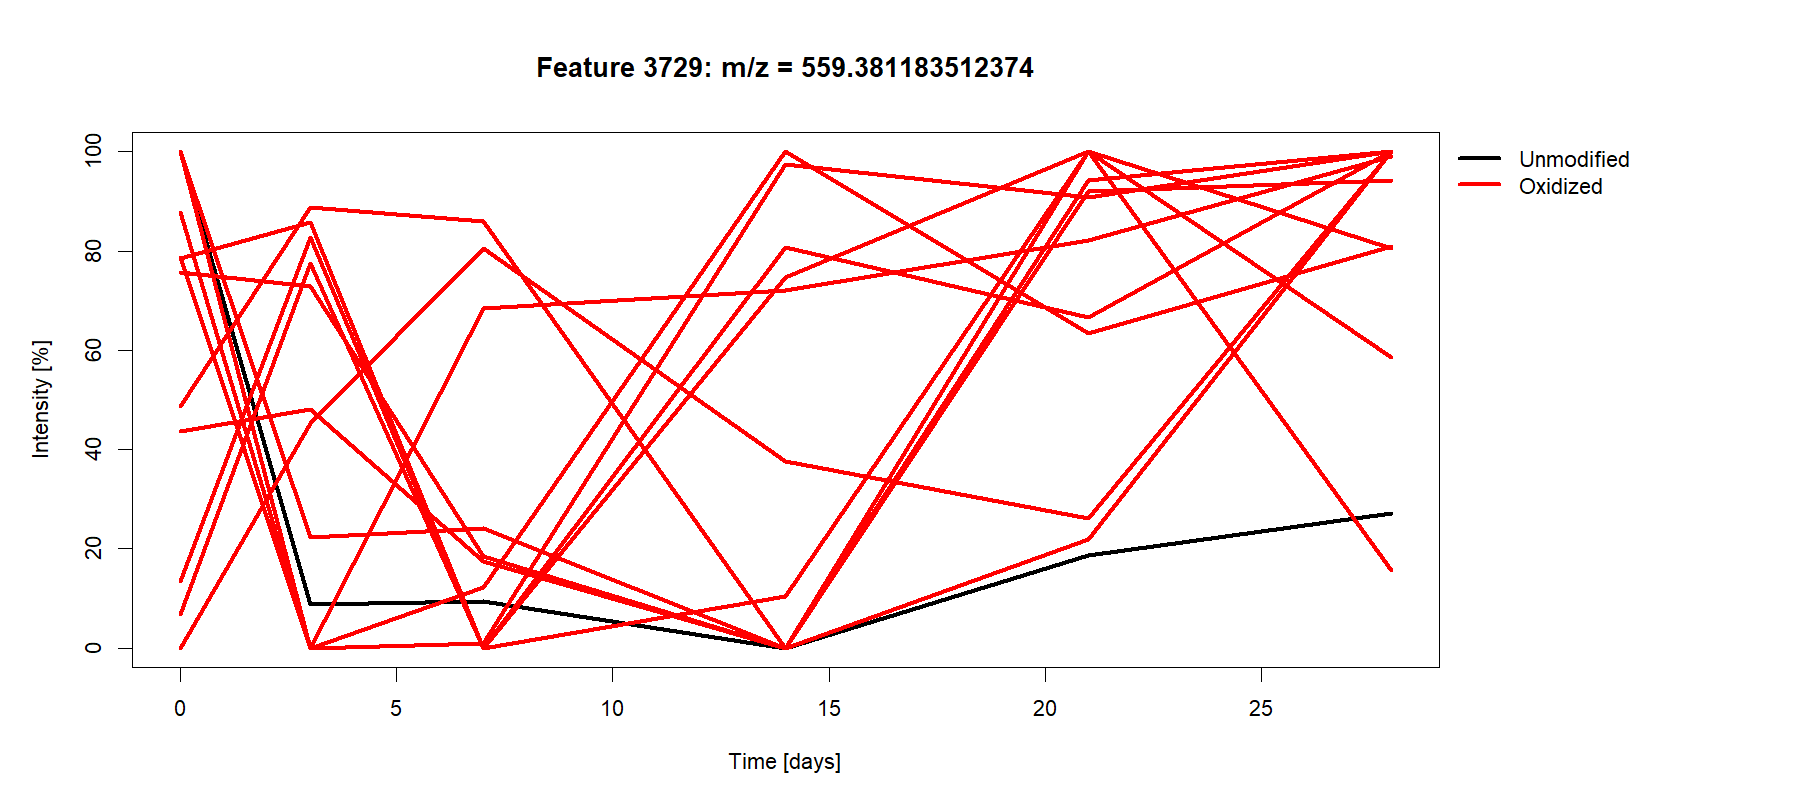 Feature 3729: m/z = 559.381183512374
Unmodified
Oxidized
Intensity [%]
100
80
60
40
20
0
0 5 10 15 20 25
Time [days]